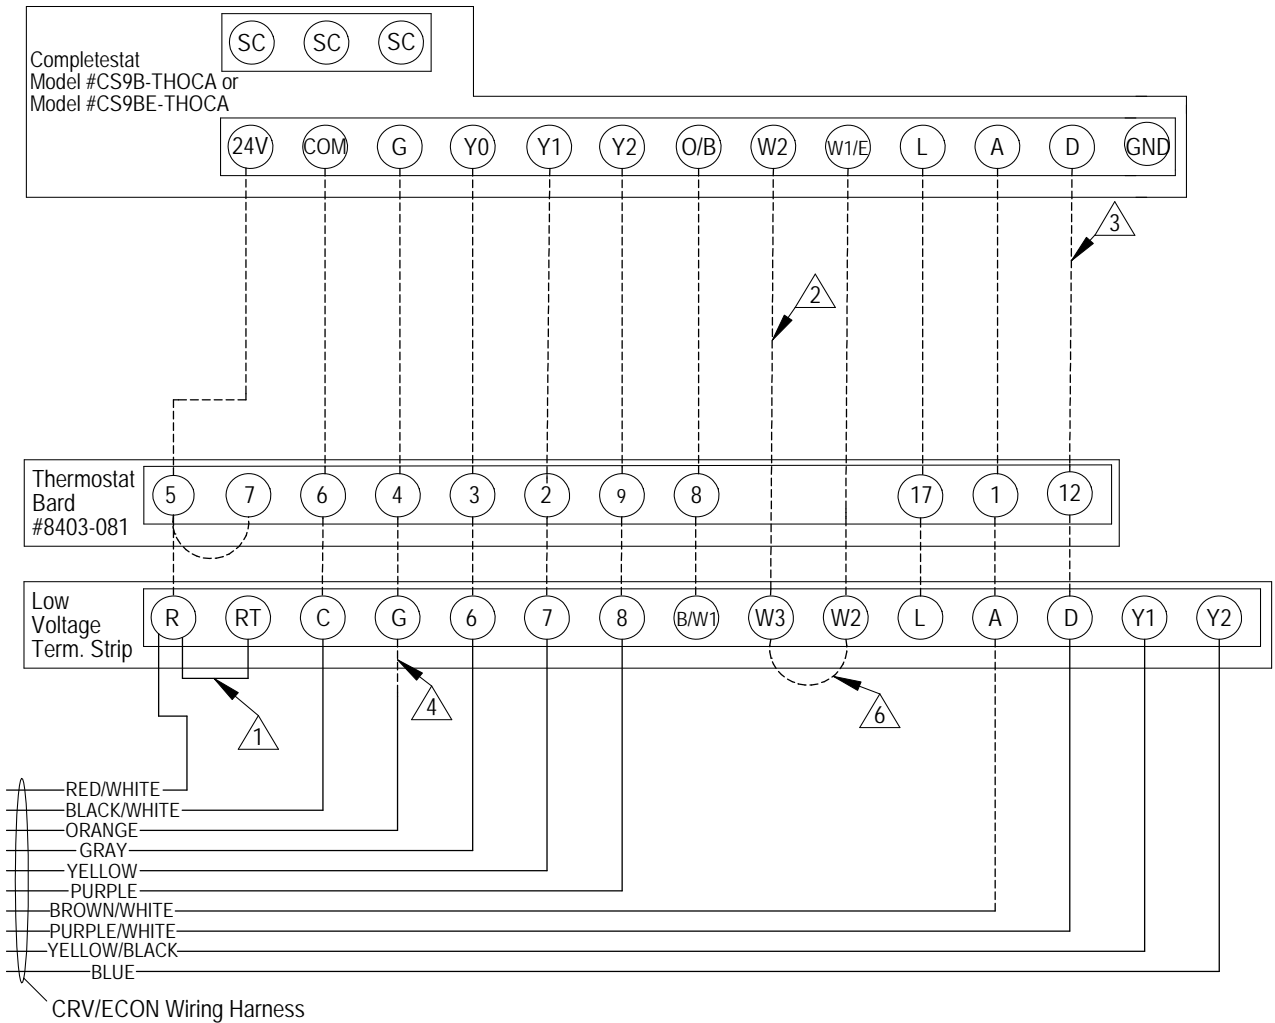 SC SC SC
Completestat
Model #CS9B-THOCA or
Model #CS9BE-THOCA
24V COM G Y0 Y1 Y2 O/B W2 W1/E L A D GND
3
2
Thermostat
Bard
#8403-081
5 7 6 4 3 2 9 8 17 1 12
Low
Voltage
Term. Strip
R RT C G 6 7 8 B/W1 W3 W2 L A D Y1 Y2
4
6
1
RED/WHITE
BLACK/WHITE
ORANGE
GRAY
YELLOW
PURPLE
BROWN/WHITE
PURPLE/WHITE
YELLOW/BLACK
BLUE
CRV/ECON Wiring Harness